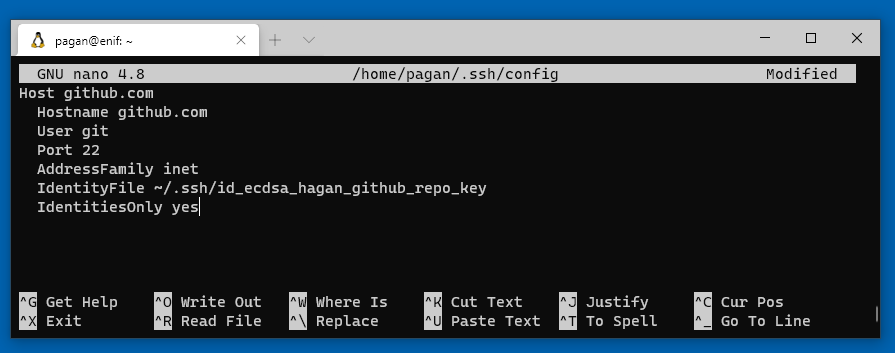 pagan@enif: ~
GNU nano 4.8 /home/pagan/.ssh/config Modified
Host github.com
Hostname github.com
User git
Port 22
AddressFamily inet
IdentityFile ~/.ssh/id_ecdsa_hagan_github_repo_key
IdentitiesOnly yes
^G Get Help ^O Write Out ^W Where Is ^K Cut Text ^J Justify ^C Cur Pos
^X Exit ^R Read File ^\ Replace ^U Paste Text ^T To Spell ^_ Go To Line